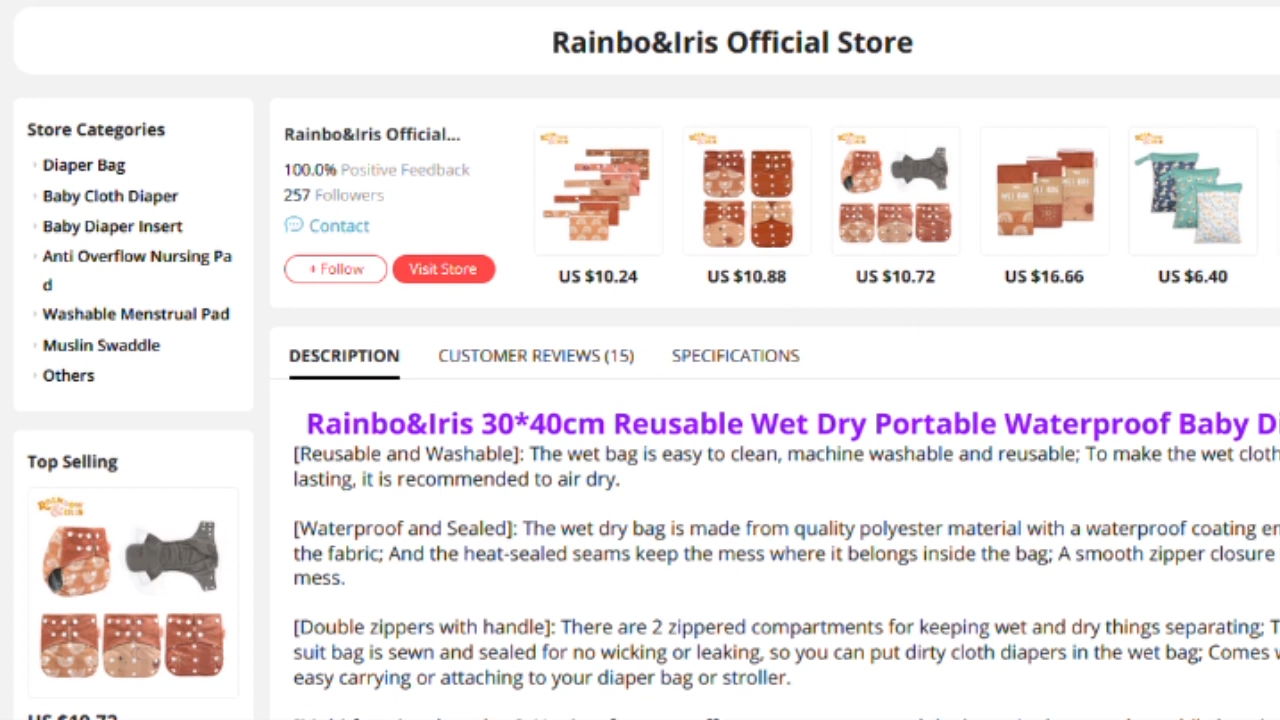 Rainbo&Iris Official Store
Store Categories
Diaper Bag
Baby Cloth Diaper
Baby Diaper Insert
Anti Overflow Nursing Pa
d
Washable Menstrual Pad
Muslin Swaddle
Others
Top Selling
US $10.72
Rainbo&Iris Official...
100.0% Positive Feedback
257 Followers
Contact
+ Follow
Visit Store
US $10.24
US $10.88
US $10.72
US $16.66
US $6.40
DESCRIPTION
CUSTOMER REVIEWS (15)
SPECIFICATIONS
Rainbo&Iris 30*40cm Reusable Wet Dry Portable Waterproof Baby Di
[Reusable and Washable]: The wet bag is easy to clean, machine washable and reusable; To make the wet cloth
lasting, it is recommended to air dry.
[Waterproof and Sealed]: The wet dry bag is made from quality polyester material with a waterproof coating en
the fabric; And the heat-sealed seams keep the mess where it belongs inside the bag; A smooth zipper closure
mess.
[Double zippers with handle]: There are 2 zippered compartments for keeping wet and dry things separating; T
suit bag is sewn and sealed for no wicking or leaking, so you can put dirty cloth diapers in the wet bag; Comes w
easy carrying or attaching to your diaper bag or stroller.